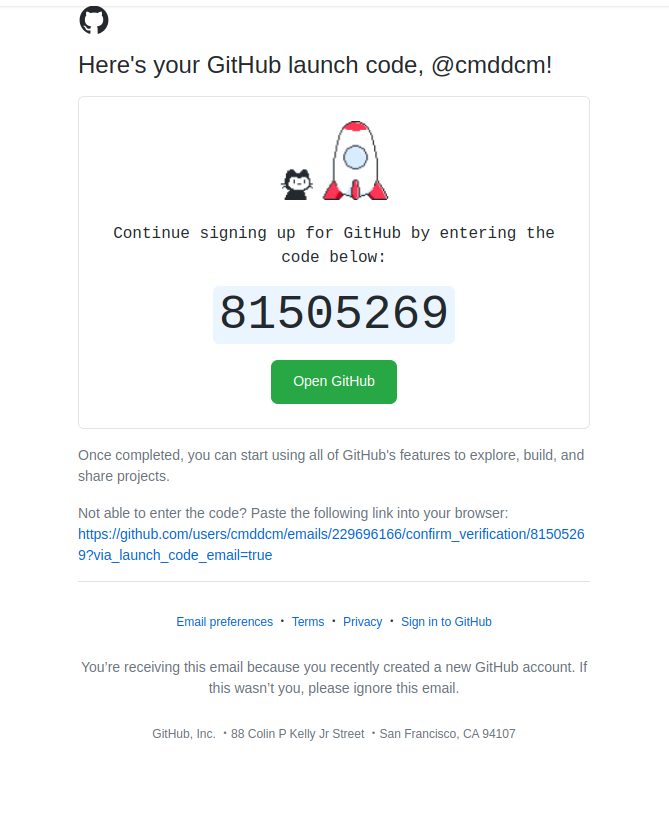 Here's your GitHub launch code, @cmddcm!
Continue signing up for GitHub by entering the
code below:
81505269
Open GitHub
Once completed, you can start using all of GitHub's features to explore, build, and
share projects.
Not able to enter the code? Paste the following link into your browser:
https://github.com/users/cmddcm/emails/229696166/confirm_verification/8150526
9?via_launch_code_email=true
Email preferences · Terms · Privacy · Sign in to GitHub
You’re receiving this email because you recently created a new GitHub account. If
this wasn’t you, please ignore this email.
GitHub, Inc. ・88 Colin P Kelly Jr Street ・San Francisco, CA 94107